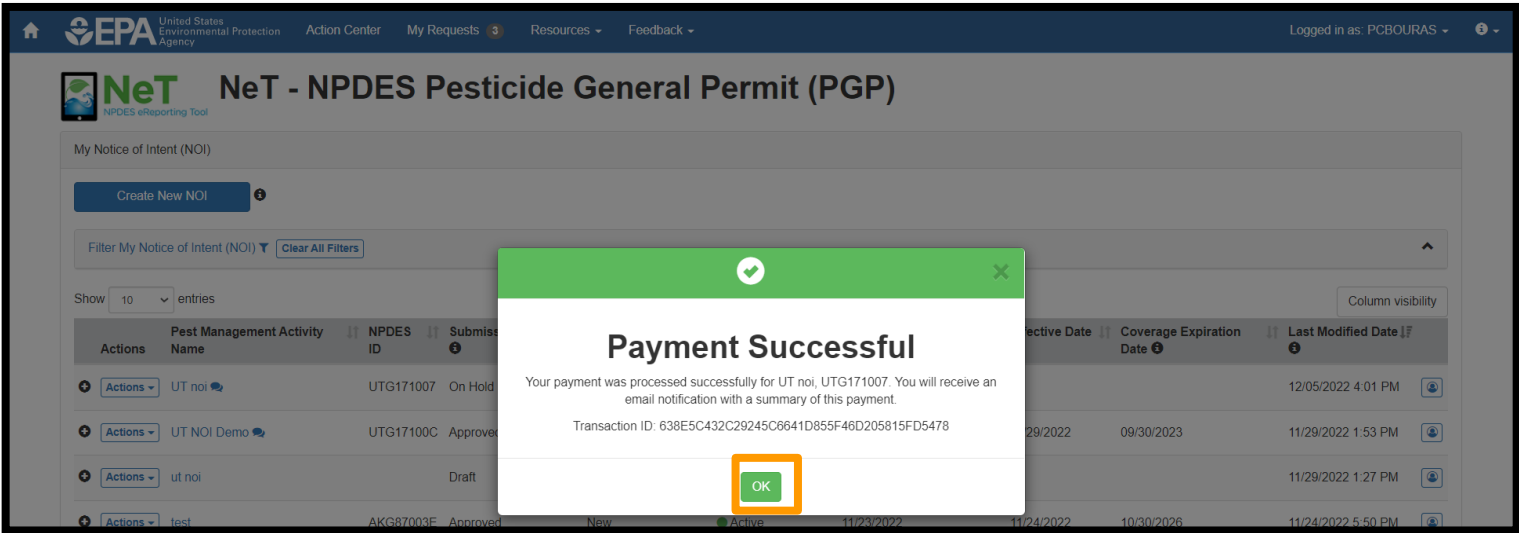 EPA United States
Environmental Protection
Agency
Action Center My Requests 3 Resources Feedback Logged in as: PCBOURAS
NeT
NPDES eReporting Tool
NeT - NPDES Pesticide General Permit (PGP)
My Notice of Intent (NOI)
Create New NOI
Filter My Notice of Intent (NOI) Clear All Filters
Show 10 entries
Column visibility
Actions Pest Management Activity Name NPDES ID Submiss fective Date Coverage Expiration Date Last Modified Date
Payment Successful
Your payment was processed successfully for UT noi, UTG171007. You will receive an
email notification with a summary of this payment.
Transaction ID: 638E5C432C29245C6641D855F46D205815FD5478
OK
Actions UT noi UTG171007 On Hold 12/05/2022 4:01 PM
Actions UT NOI Demo UTG17100C Approved 29/2022 09/30/2023 11/29/2022 1:53 PM
Actions ut noi Draft 11/29/2022 1:27 PM
Actions test AKG87003E Approved New Active 11/23/2022 11/24/2022 10/30/2026 11/24/2022 5:50 PM